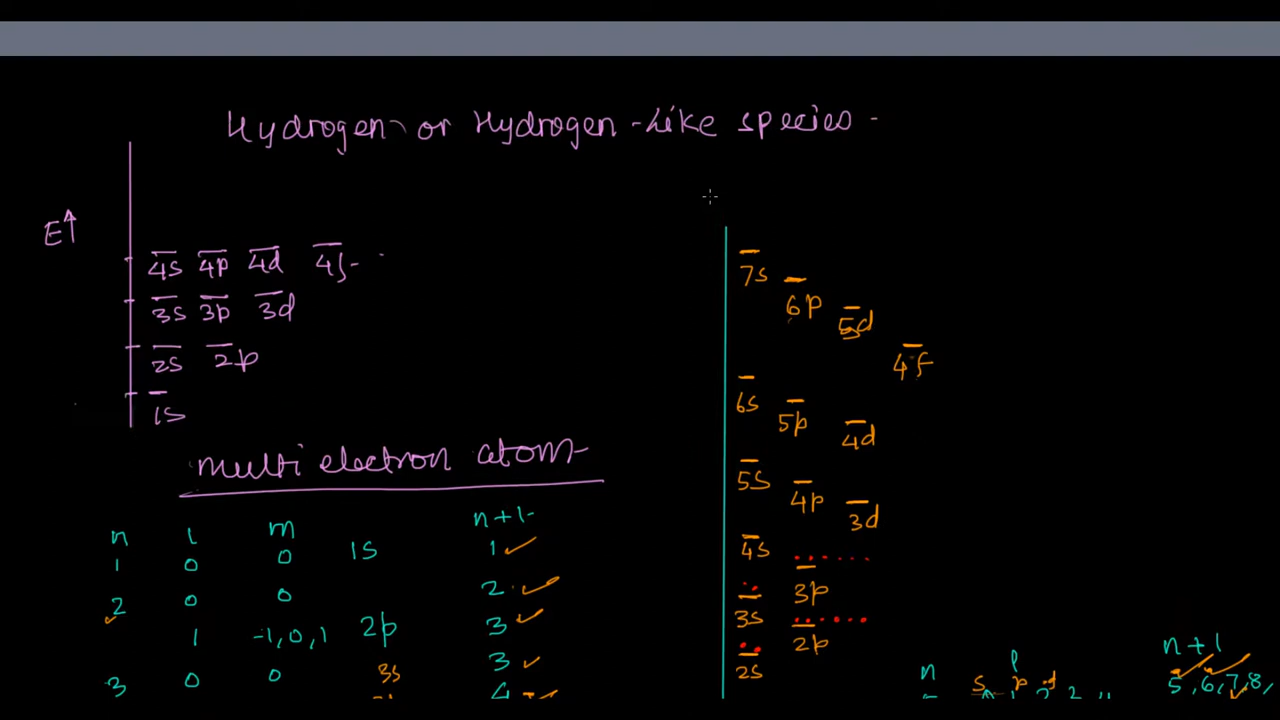 Hydrogen or Hydrogen-like species-
E↑
4s 4p 4d 4f-
3s 3p 3d
2s 2p
1s
multi electron atom-
n l m n+l-
1 0 0 1s 1
2 0 0 2
1 -1,0,1 2p 3
3 0 0 3s 3
4
7s
6p
5d
4f
6s
5p
4d
5s
4p
3d
4s
3p
3s
2p
2s
n l n+l
s p d
5,6,7,8,